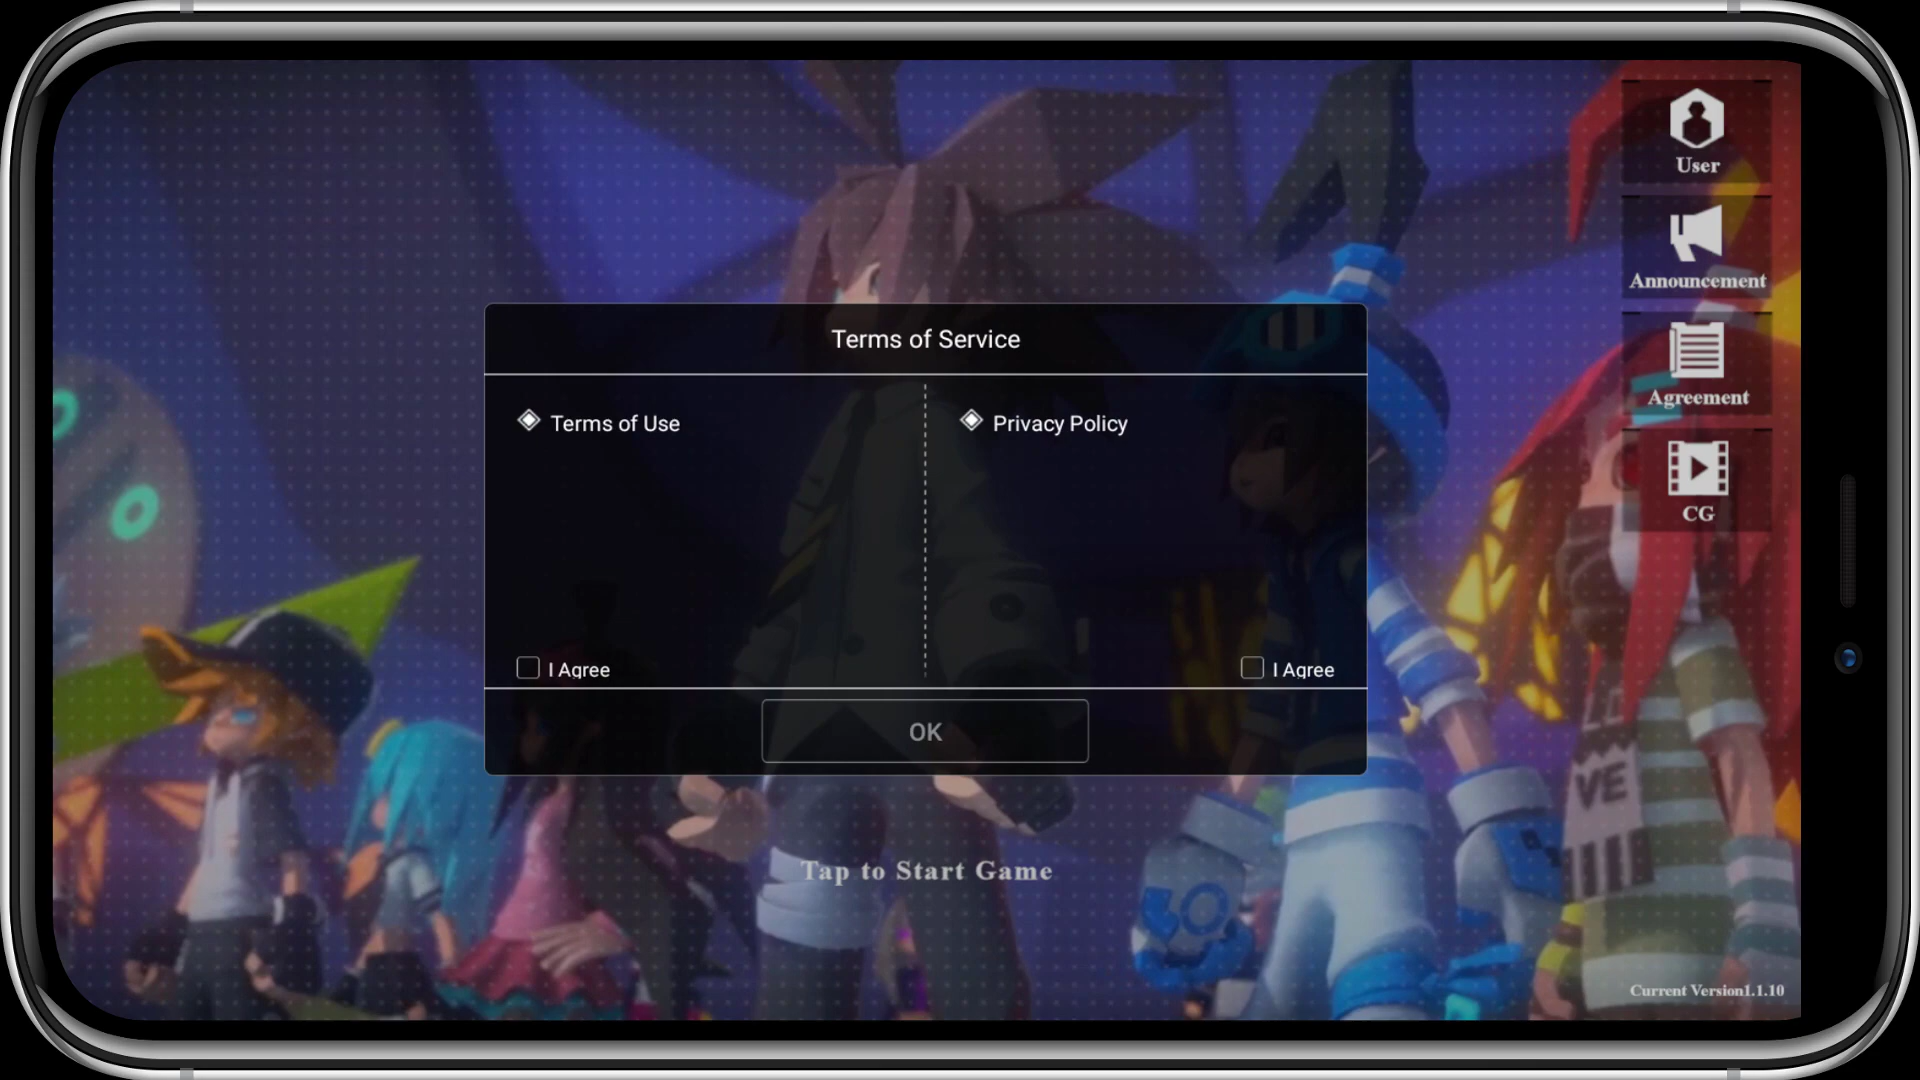 User
Announcement
Terms of Service
Agreement
Terms of Use
Privacy Policy
CG
I Agree
I Agree
OK
VE
Tap to Start Game
Current Version1.1.10